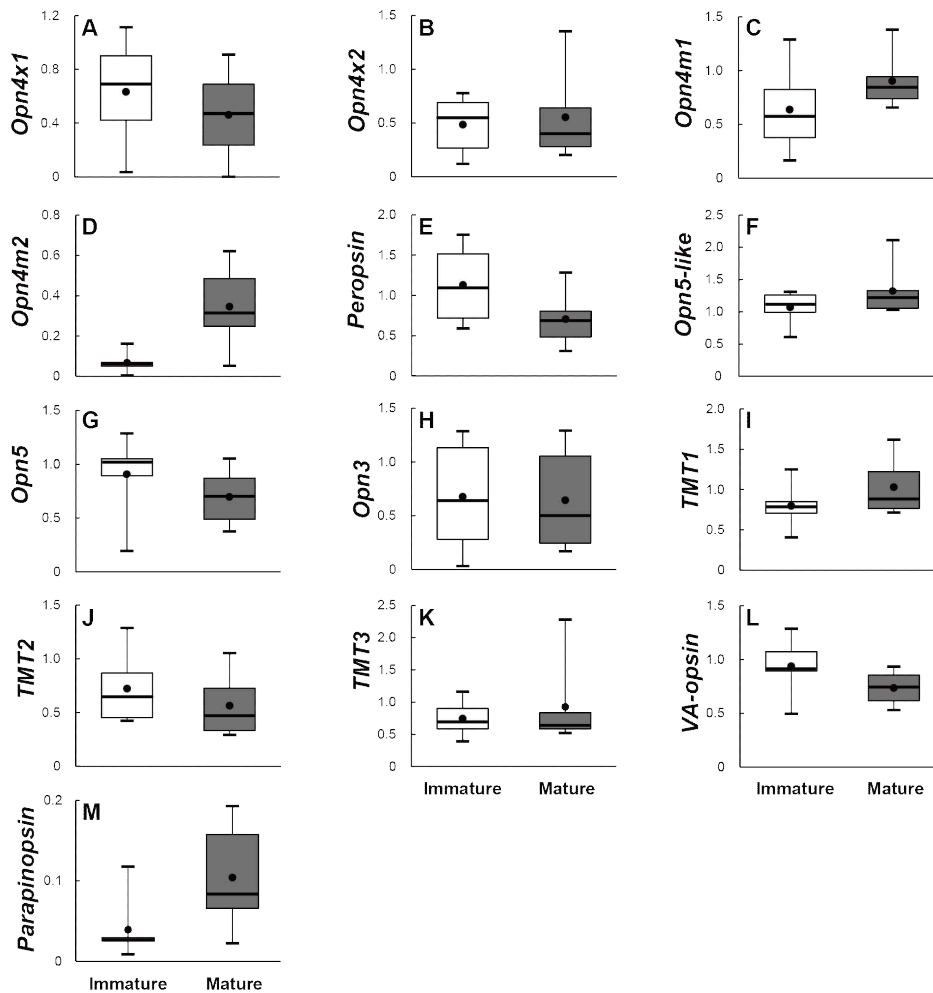 A
Opn4x1
1.2
0.8
0.4
0
B
Opn4x2
1.5
1.0
0.5
0
C
Opn4m1
1.5
1.0
0.5
0
D
Opn4m2
0.8
0.6
0.4
0.2
0
E
Peropsin
2.0
1.5
1.0
0.5
0
F
Opn5-like
2.5
2.0
1.5
1.0
0.5
0
G
Opn5
1.5
1.0
0.5
0
H
Opn3
1.5
1.0
0.5
0
I
TMT1
2.0
1.5
1.0
0.5
0
J
TMT2
1.5
1.0
0.5
0
K
TMT3
2.5
2.0
1.5
1.0
0.5
0
Immature Mature
L
VA-opsin
1.5
1.0
0.5
0
Immature Mature
M
Parapinopsin
0.2
0.1
0
Immature Mature